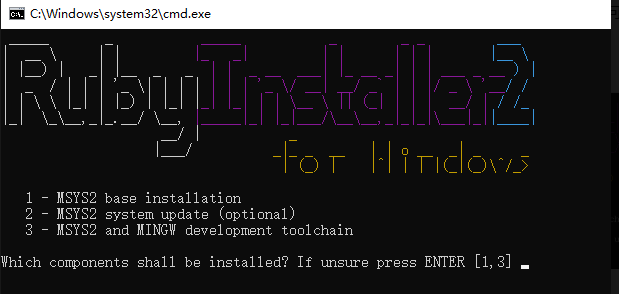 C:\Windows\system32\cmd.exe
RubyInstaller2
for Windows
1 - MSYS2 base installation
2 - MSYS2 system update (optional)
3 - MSYS2 and MINGW development toolchain
Which components shall be installed? If unsure press ENTER [1,3]